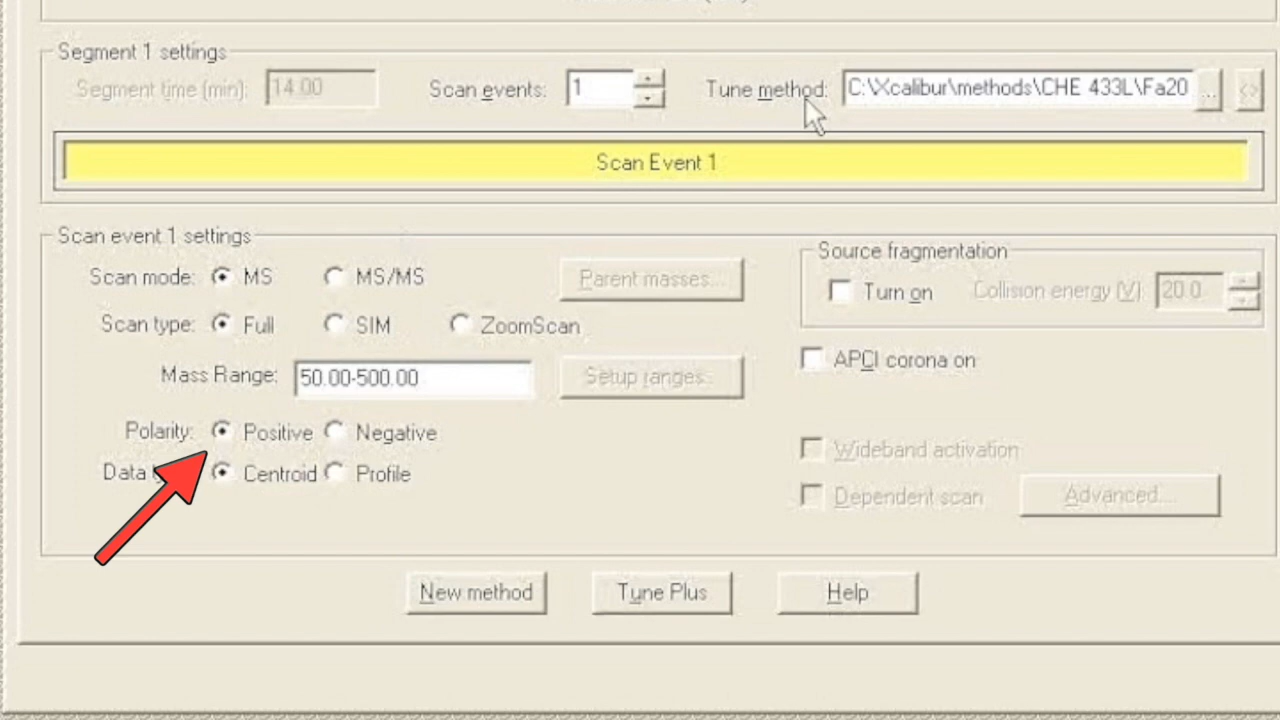 Segment 1 settings
Segment time (min): 14.00 Scan events: 1 Tune method: C:\Xcalibur\methods\CHE 433L\Fa20 ...
Scan Event 1
Scan event 1 settings
Scan mode: MS MS/MS Parent masses...
Scan type: Full SIM ZoomScan
Mass Range: 50.00-500.00 Setup ranges...
Polarity: Positive Negative
Data Centroid Profile
Source fragmentation
Turn on Collision energy (V) 20.0
APCI corona on
Wideband activation
Dependent scan Advanced...
New method Tune Plus Help